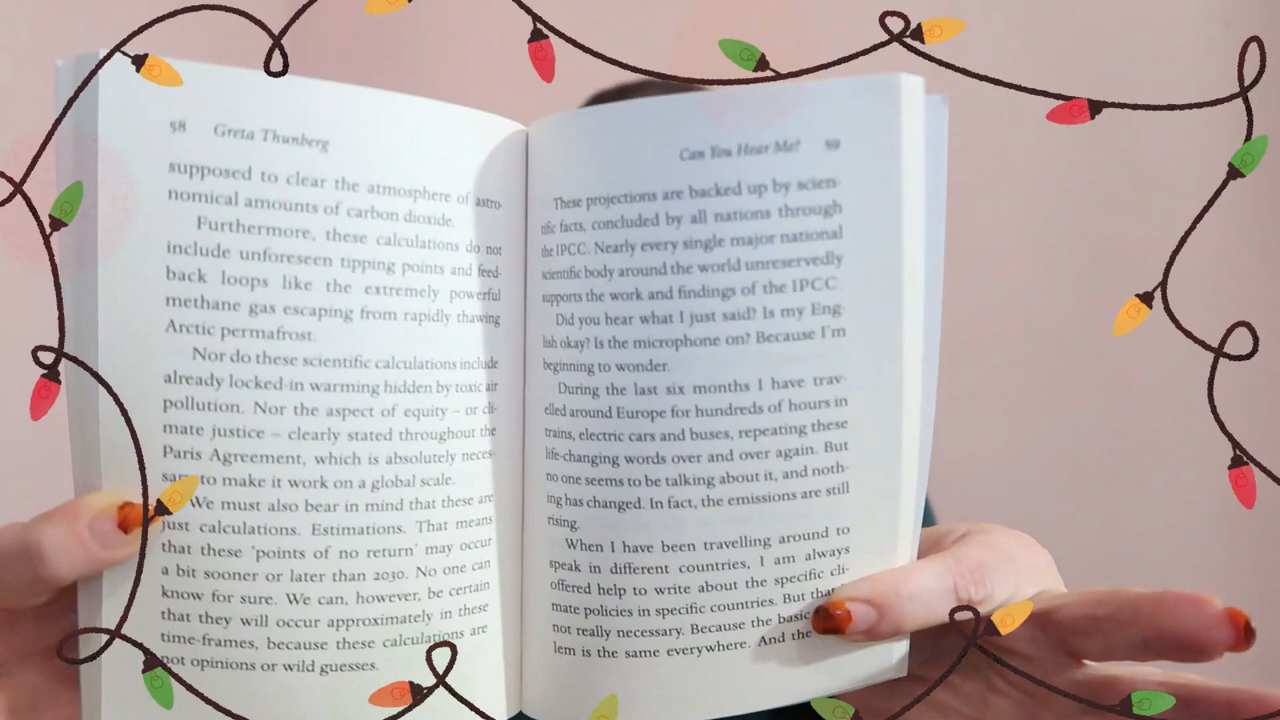 58 Greta Thunberg
supposed to clear the atmosphere of astro-
nomical amounts of carbon dioxide.
Furthermore, these calculations do not
include unforeseen tipping points and feed-
back loops like the extremely powerful
methane gas escaping from rapidly thawing
Arctic permafrost.
Nor do these scientific calculations include
already locked-in warming hidden by toxic air
pollution. Nor the aspect of equity – or cli-
mate justice – clearly stated throughout the
Paris Agreement, which is absolutely neces-
sary to make it work on a global scale.
We must also bear in mind that these are
just calculations. Estimations. That means
that these 'points of no return' may occur
a bit sooner or later than 2030. No one can
know for sure. We can, however, be certain
that they will occur approximately in these
time-frames, because these calculations are
not opinions or wild guesses.
Can You Hear Me? 59
These projections are backed up by scien-
tific facts, concluded by all nations through
the IPCC. Nearly every single major national
scientific body around the world unreservedly
supports the work and findings of the IPCC.
Did you hear what I just said? Is my Eng-
lish okay? Is the microphone on? Because I'm
beginning to wonder.
During the last six months I have trav-
elled around Europe for hundreds of hours in
trains, electric cars and buses, repeating these
life-changing words over and over again. But
no one seems to be talking about it, and noth-
ing has changed. In fact, the emissions are still
rising.
When I have been travelling around to
speak in different countries, I am always
offered help to write about the specific cli-
mate policies in specific countries. But that
not really necessary. Because the basic
lem is the same everywhere. And the